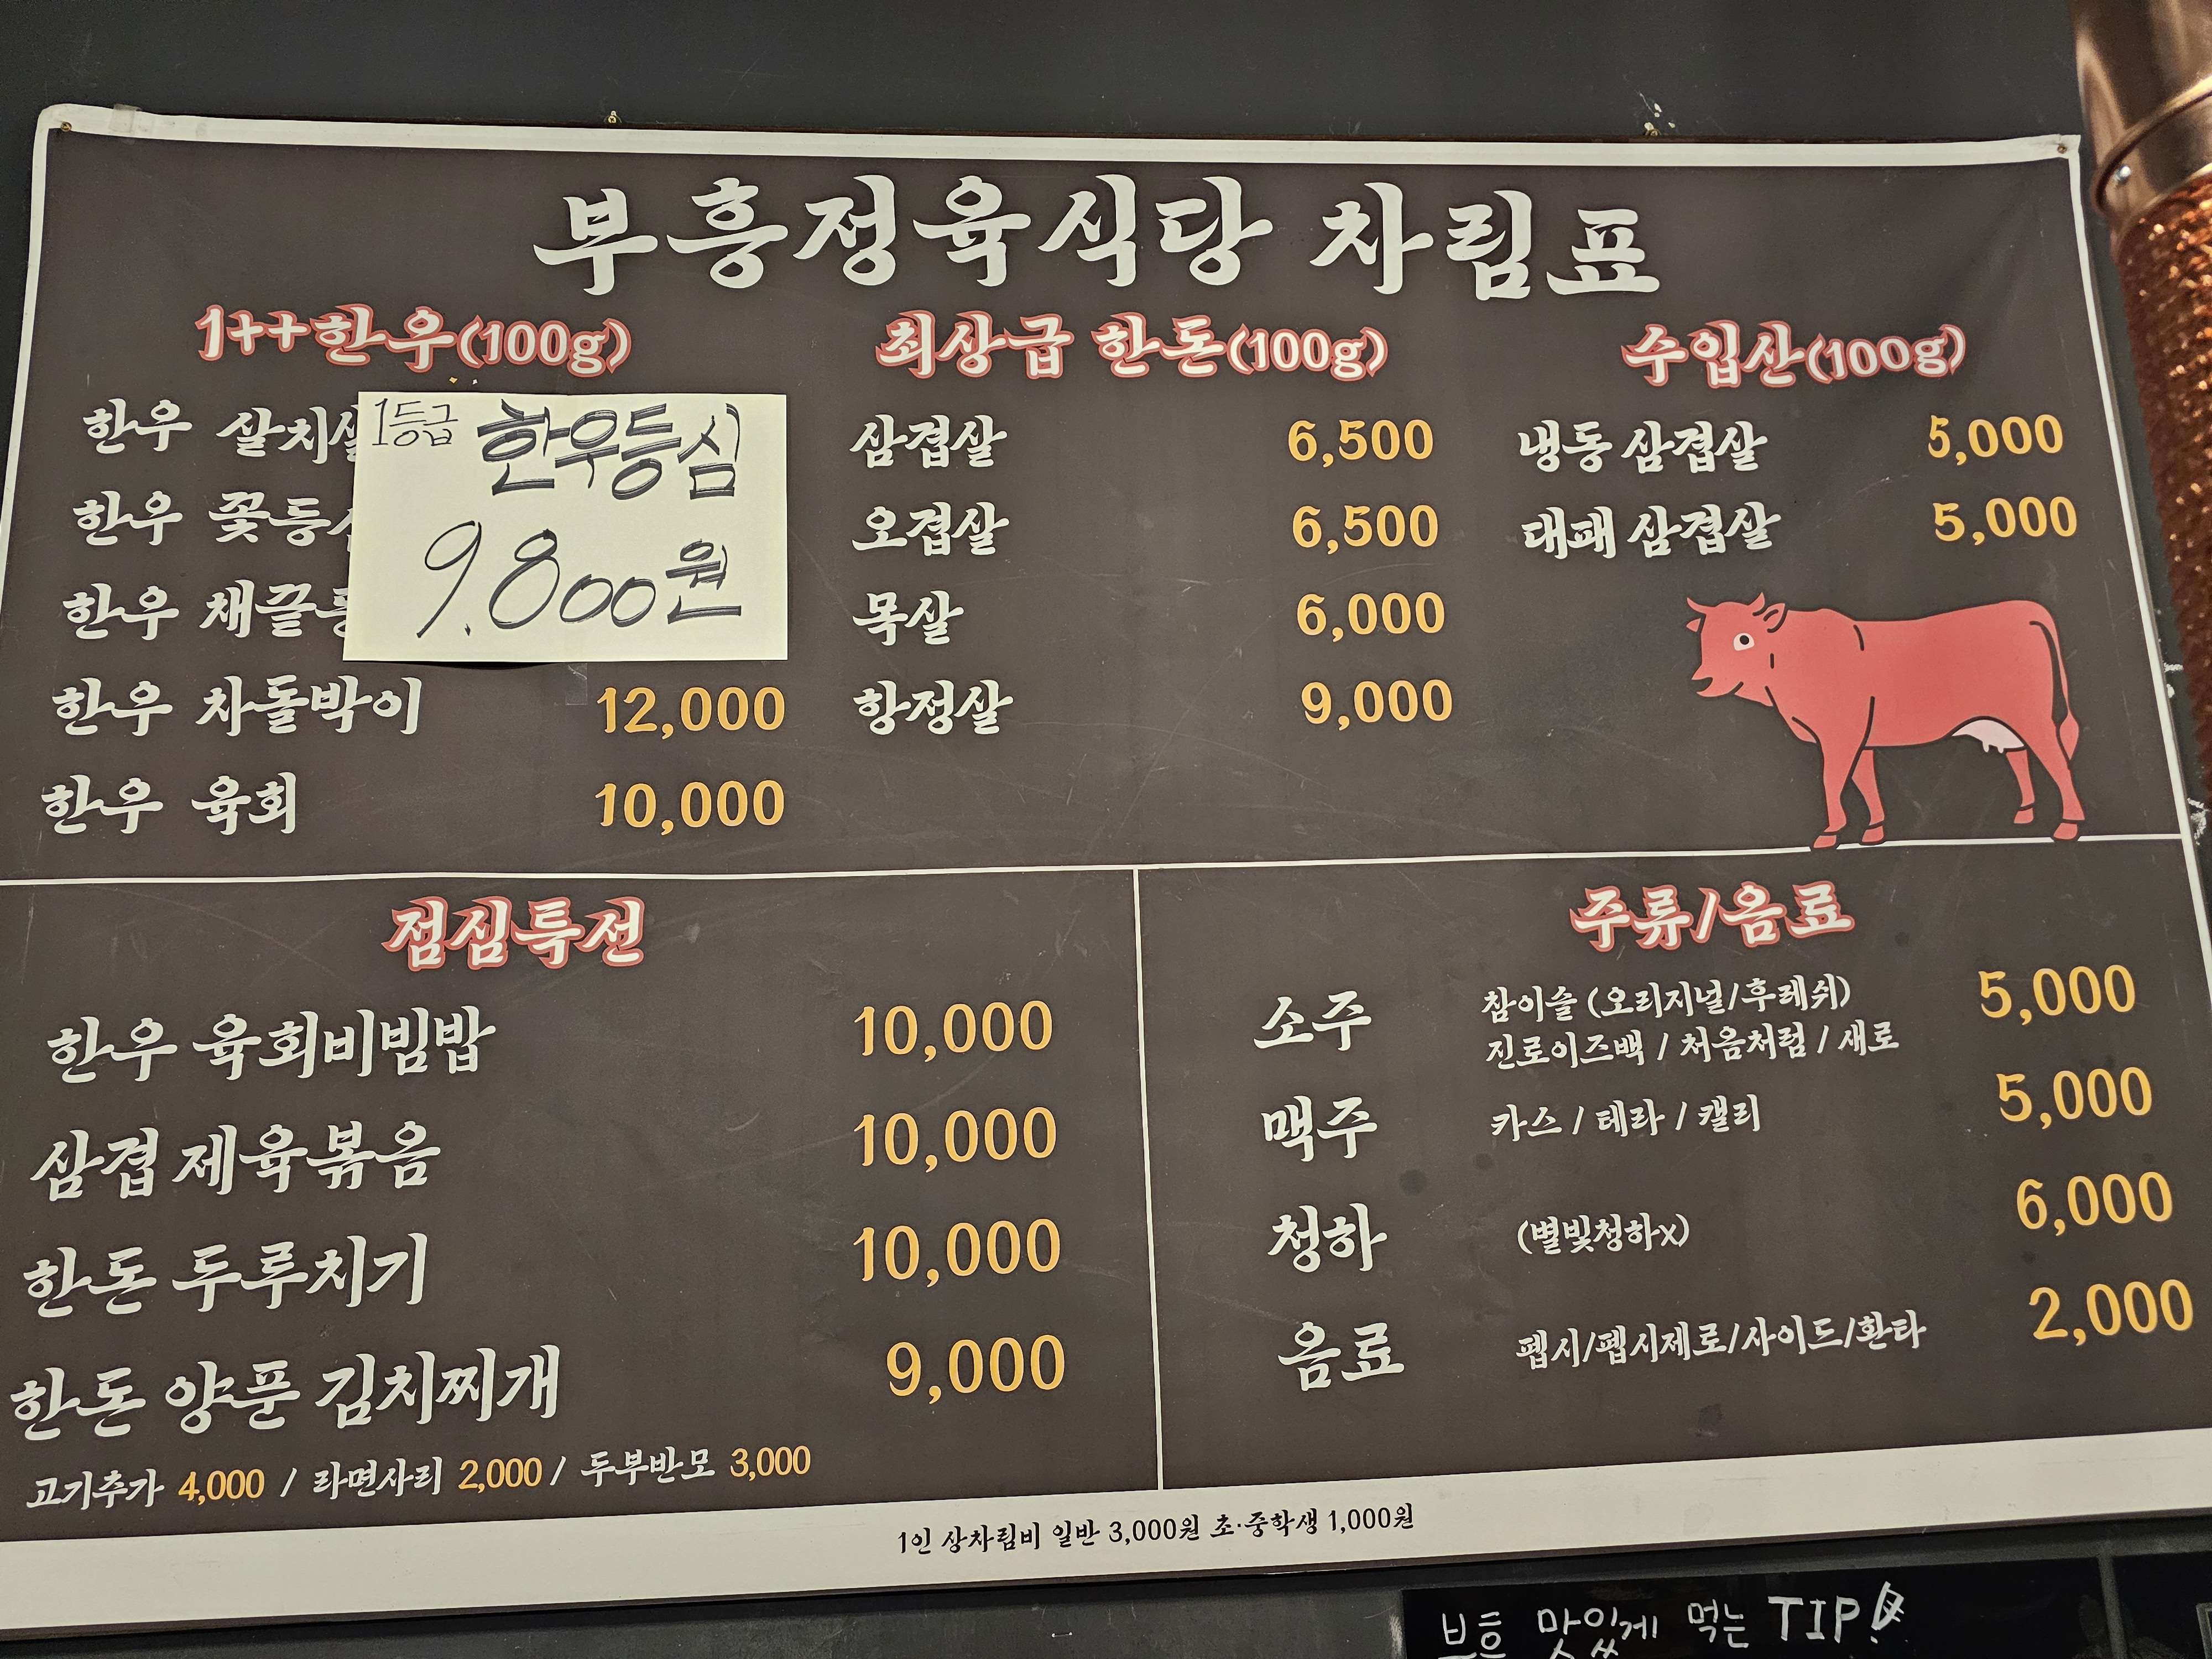 부흥정육식당 차림표
1++한우(100g)
한우 살치살
한우 꽃등심
한우 채끝
한우 차돌박이 12,000
한우 육회 10,000
1등급 한우등심
9.800원
최상급 한돈(100g)
삼겹살 6,500
오겹살 6,500
목살 6,000
항정살 9,000
수입산(100g)
냉동 삼겹살 5,000
대패 삼겹살 5,000
점심특선
한우 육회비빔밥 10,000
삼겹 제육볶음 10,000
한돈 두루치기 10,000
한돈 양푼 김치찌개 9,000
고기추가 4,000 / 라면사리 2,000 / 두부반모 3,000
주류/음료
소주 참이슬 (오리지널/후레쉬) 5,000
진로이즈백 / 처음처럼 / 새로
맥주 카스 / 테라 / 캘리 5,000
청하 (별빛청하x) 6,000
음료 펩시/펩시제로/사이드/환타 2,000
1인 상차림비 일반 3,000원 초·중학생 1,000원
부흥 맛있게 먹는 TIP!